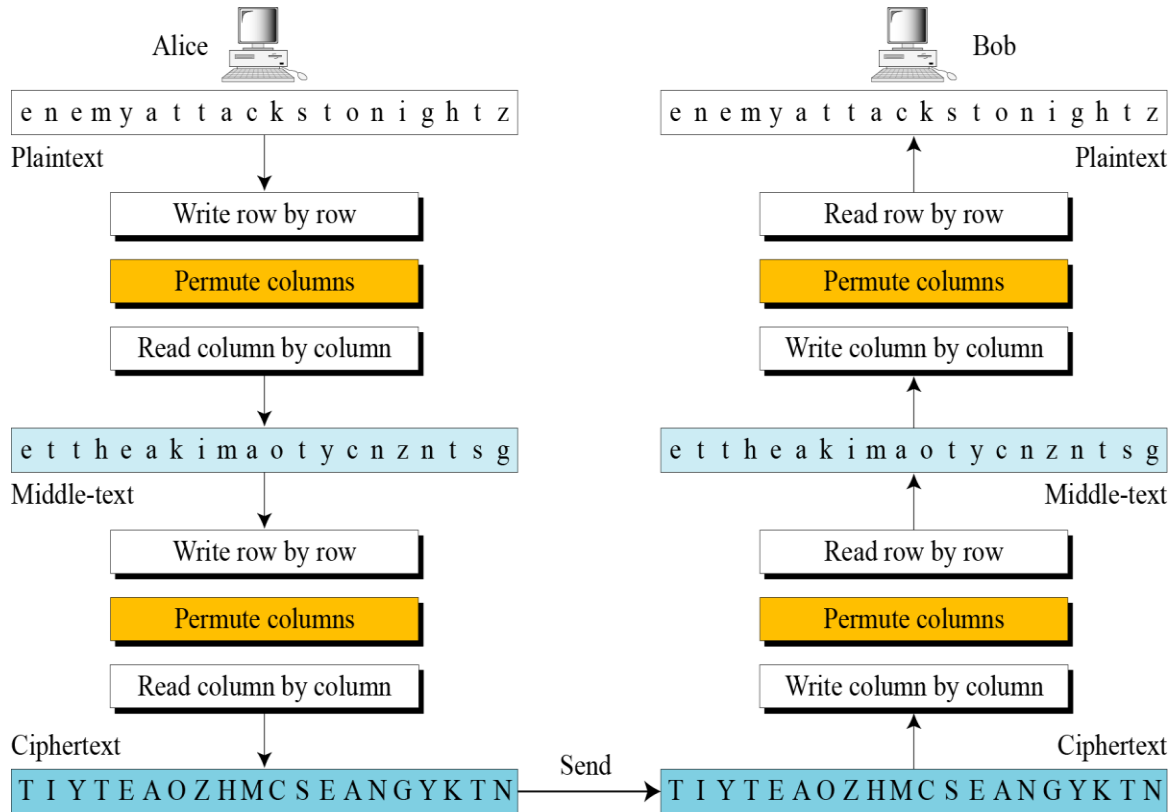 Alice
Bob
e n e m y a t t a c k s t o n i g h t z
e n e m y a t t a c k s t o n i g h t z
Plaintext
Plaintext
Write row by row
Read row by row
Permute columns
Permute columns
Read column by column
Write column by column
e t t h e a k i m a o t y c n z n t s g
e t t h e a k i m a o t y c n z n t s g
Middle-text
Middle-text
Write row by row
Read row by row
Permute columns
Permute columns
Read column by column
Write column by column
Ciphertext
Send
Ciphertext
T I Y T E A O Z H M C S E A N G Y K T N
T I Y T E A O Z H M C S E A N G Y K T N